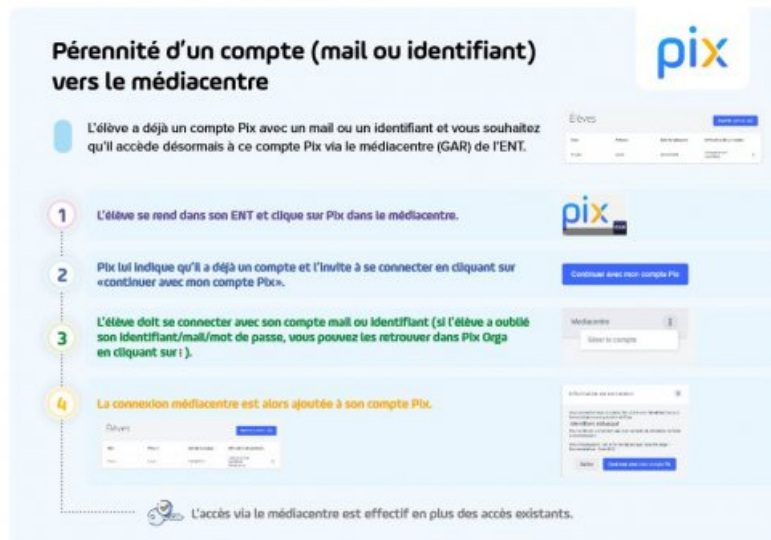 Pérennité d'un compte (mail ou identifiant)
vers le médiacentre
pix
L'élève a déjà un compte Pix avec un mail ou un identifiant et vous souhaitez
qu'il accède désormais à ce compte Pix via le médiacentre (GAR) de l'ENT.
Élèves
1
L'élève se rend dans son ENT et clique sur Pix dans le médiacentre.
pix
2
Pix lui indique qu'il a déjà un compte et l'invite à se connecter en cliquant sur
«continuer avec mon compte Pix».
Continuer avec mon compte Pix
3
L'élève doit se connecter avec son compte mail ou identifiant (si l'élève a oublié
son identifiant/mail/mot de passe, vous pouvez les retrouver dans Pix Orga
en cliquant sur ⁝ ).
Mediacentre
Gérer le compte
4
La connexion médiacentre est alors ajoutée à son compte Pix.
Élèves
Continuer avec mon compte Pix
L'accès via le médiacentre est effectif en plus des accès existants.